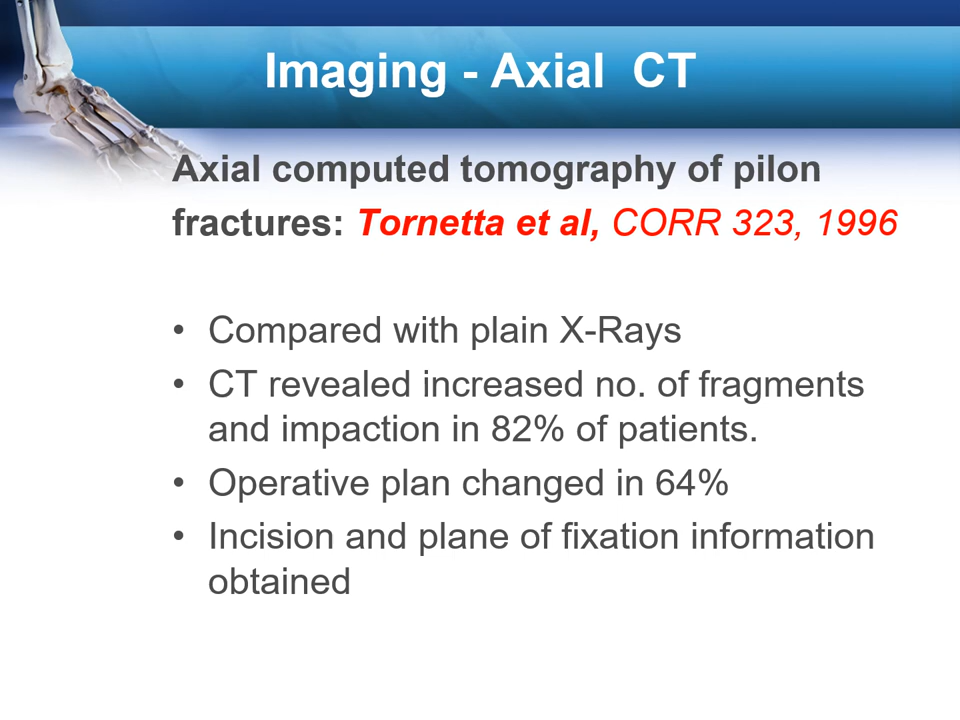 Imaging - Axial CT
Axial computed tomography of pilon
fractures: Tornetta et al, CORR 323, 1996
• Compared with plain X-Rays
• CT revealed increased no. of fragments
and impaction in 82% of patients.
• Operative plan changed in 64%
• Incision and plane of fixation information
obtained